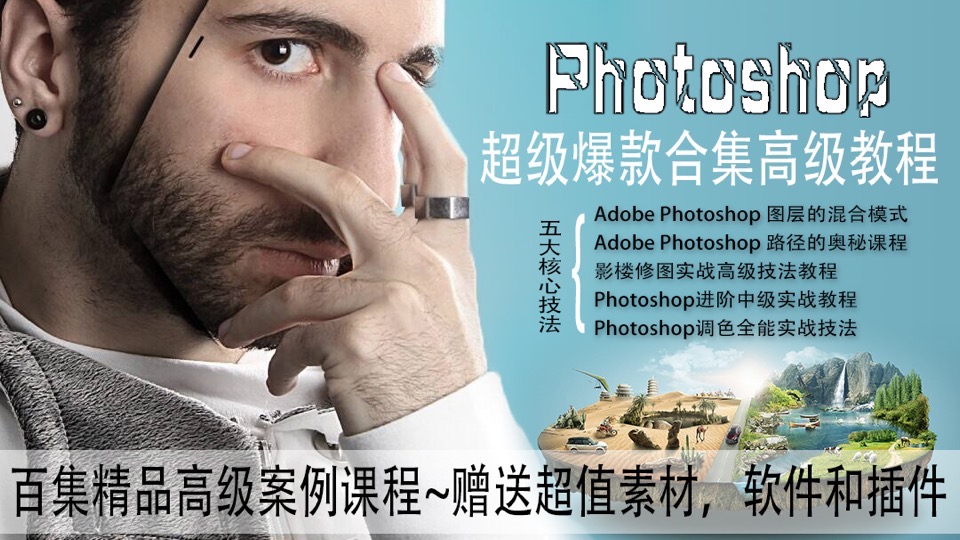 Photoshop
超级爆款合集高级教程
五大核心技法
Adobe Photoshop 图层的混合模式
Adobe Photoshop 路径的奥秘课程
影楼修图实战高级技法教程
Photoshop进阶中级实战教程
Photoshop调色全能实战技法
百集精品高级案例课程~赠送超值素材，软件和插件